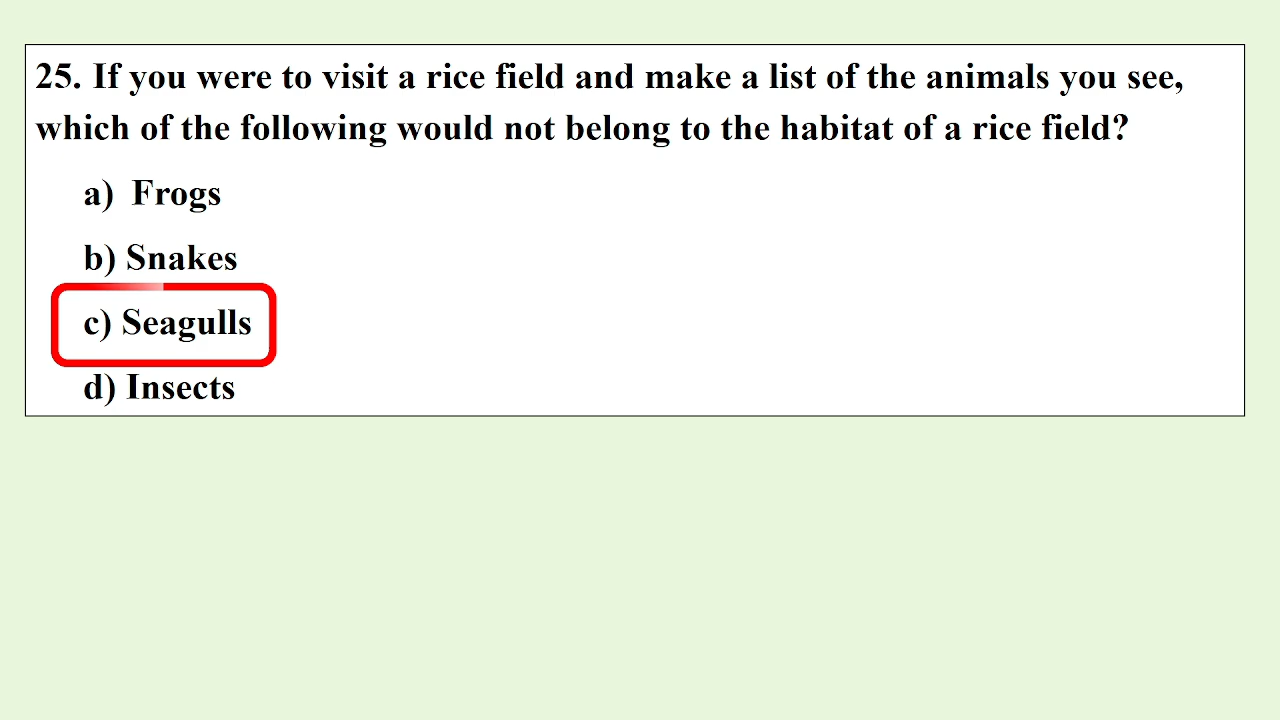 25. If you were to visit a rice field and make a list of the animals you see,
which of the following would not belong to the habitat of a rice field?
a) Frogs
b) Snakes
c) Seagulls
d) Insects